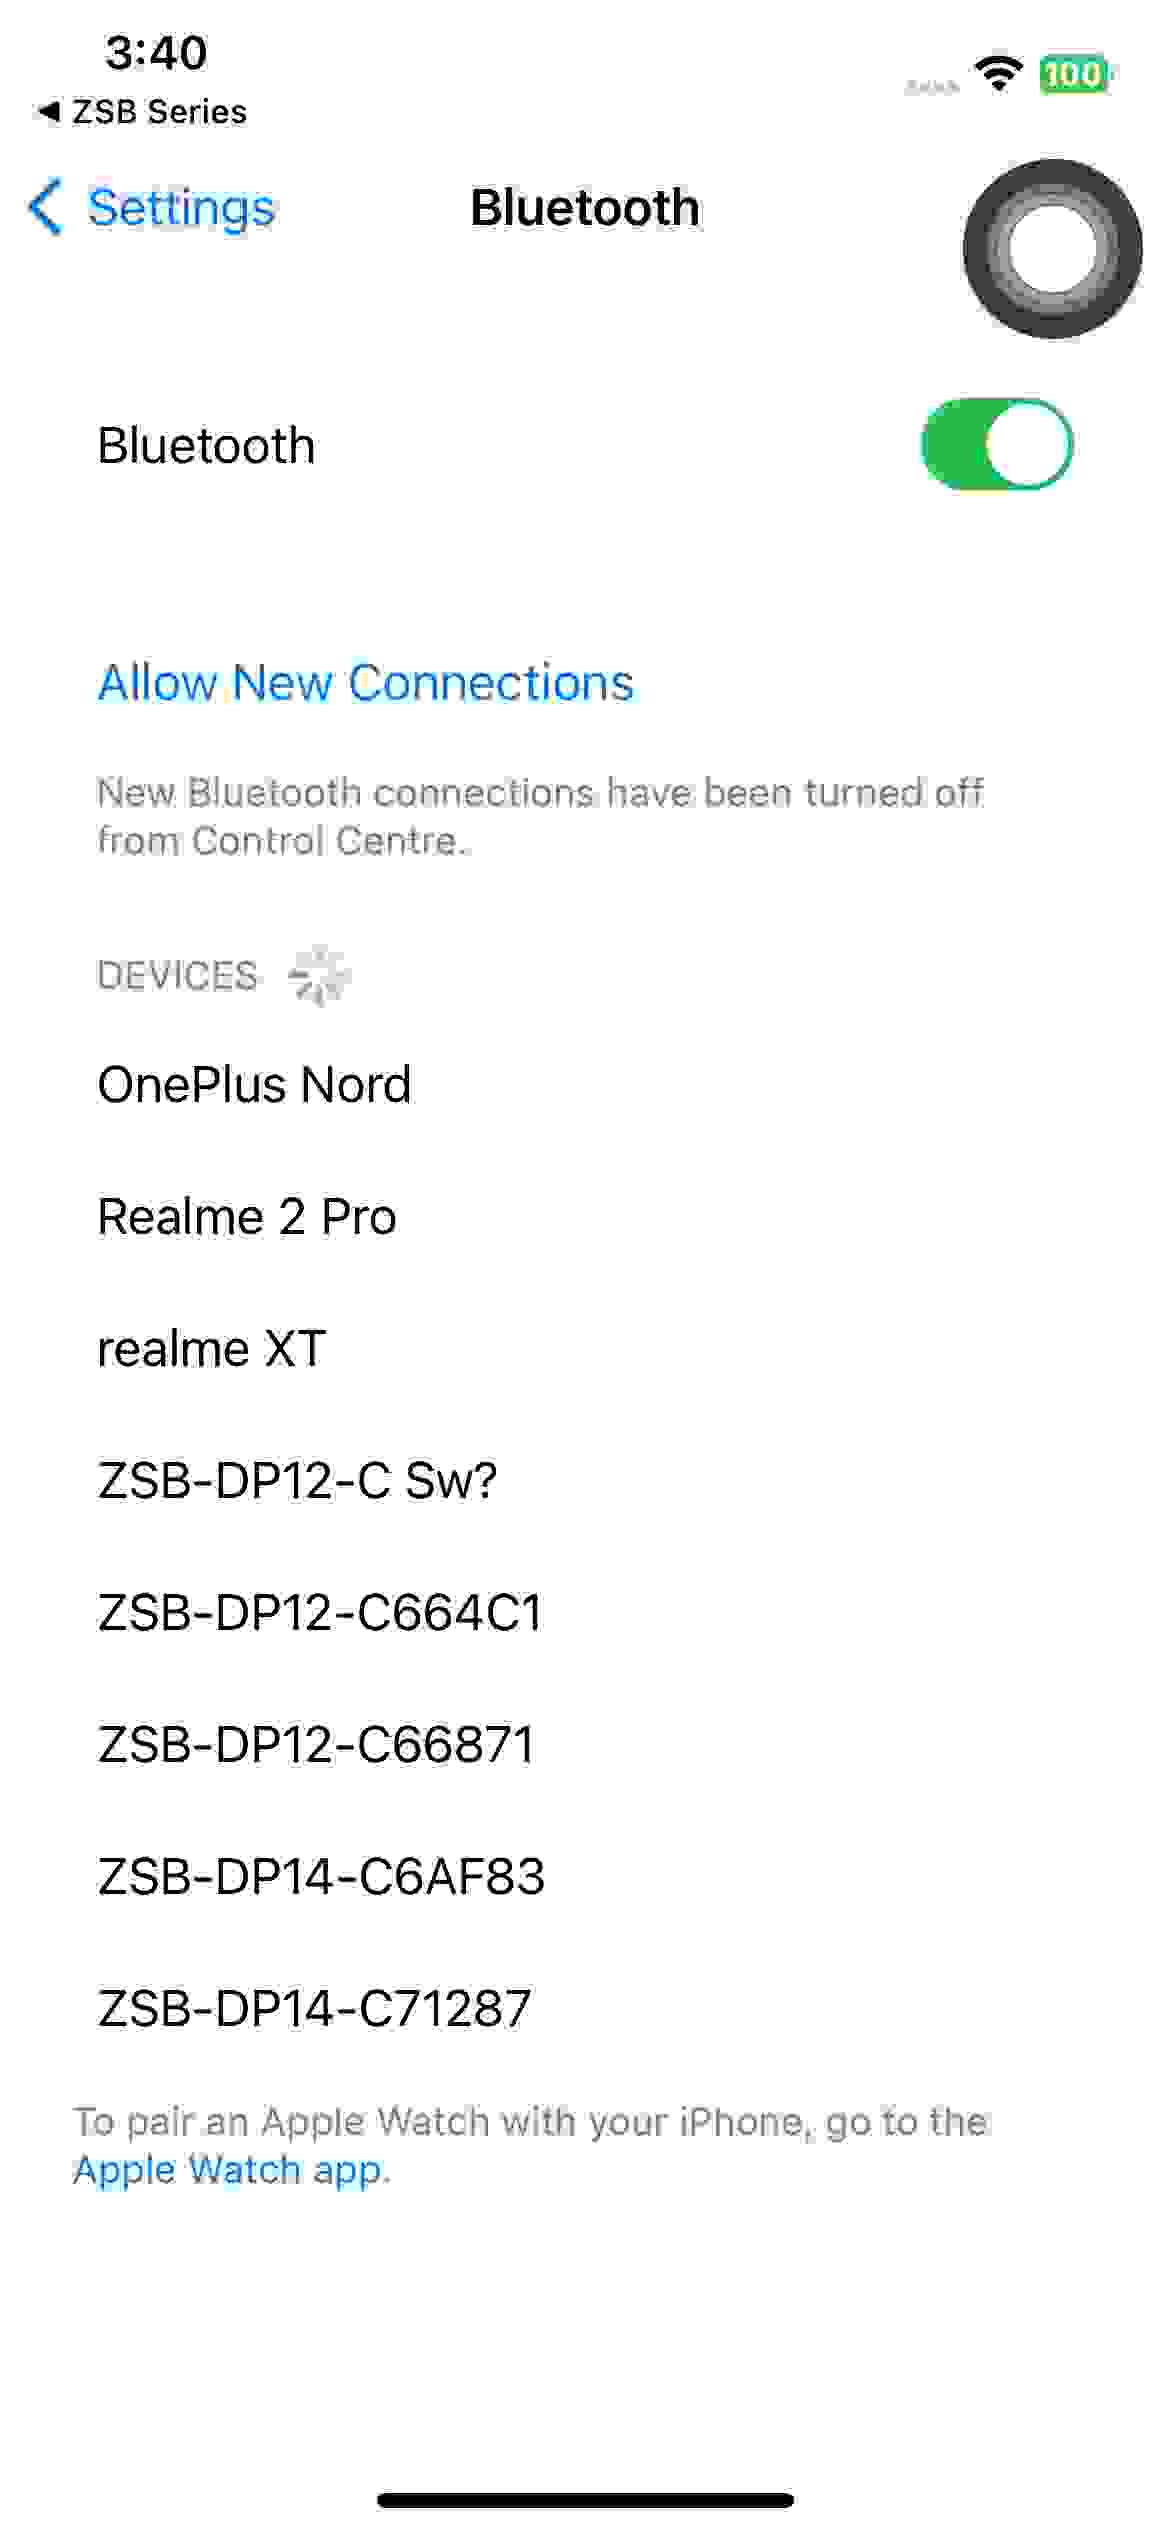 3:40
100
◀ ZSB Series
Settings
Bluetooth
Bluetooth
Allow New Connections
New Bluetooth connections have been turned off
from Control Centre.
DEVICES
OnePlus Nord
Realme 2 Pro
realme XT
ZSB-DP12-C Sw?
ZSB-DP12-C664C1
ZSB-DP12-C66871
ZSB-DP14-C6AF83
ZSB-DP14-C71287
To pair an Apple Watch with your iPhone, go to the
Apple Watch app.